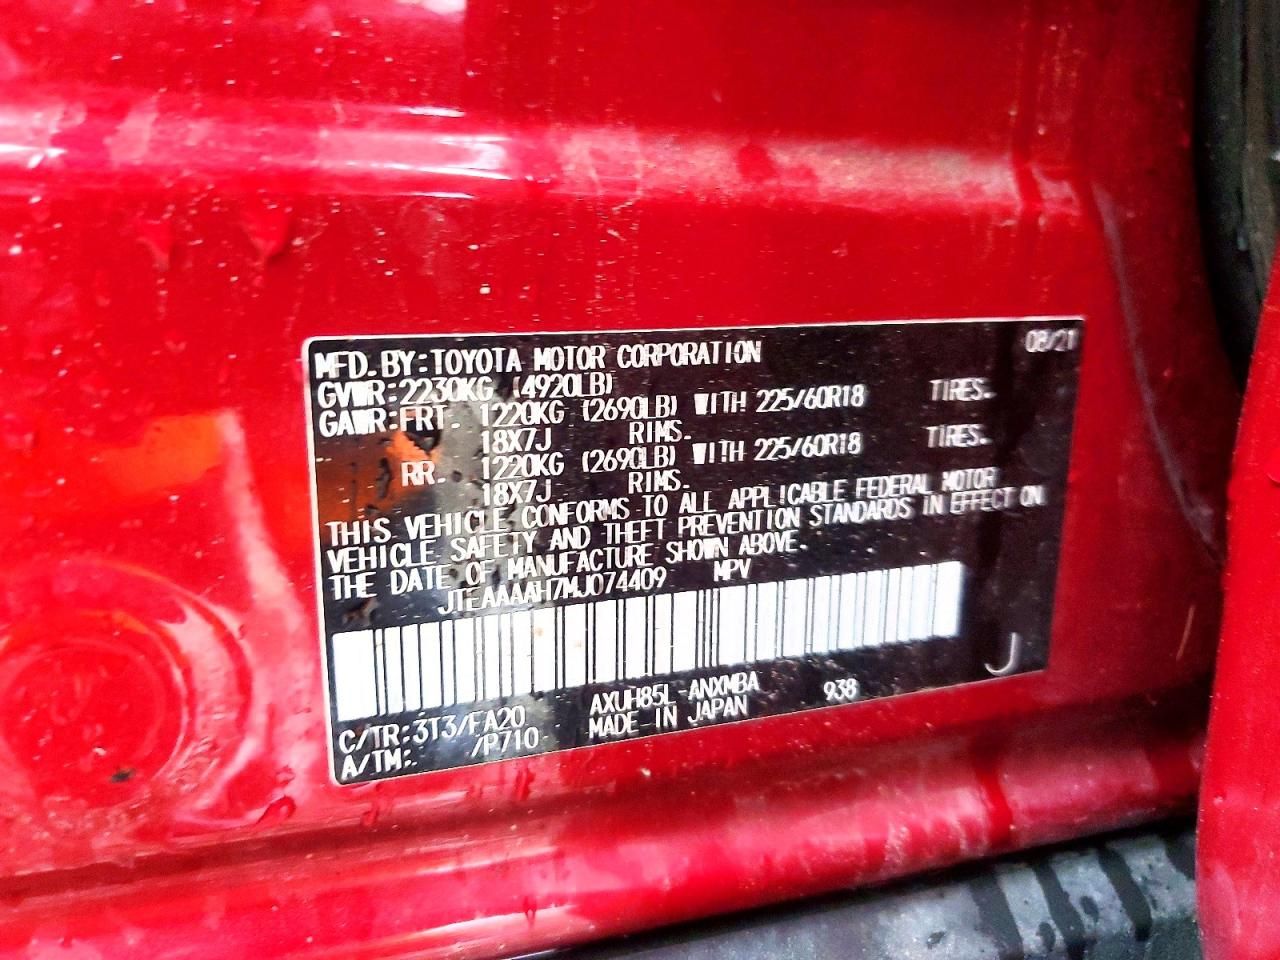 08/21
MFD. BY: TOYOTA MOTOR CORPORATION
GVWR: 2230KG (4920LB)
GAWR: FRT. 1220KG (2690LB) WITH 225/60R18 TIRES.
18X7J RIMS.
RR. 1220KG (2690LB) WITH 225/60R18 TIRES.
18X7J RIMS.
THIS VEHICLE CONFORMS TO ALL APPLICABLE FEDERAL MOTOR
VEHICLE SAFETY AND THEFT PREVENTION STANDARDS IN EFFECT ON
THE DATE OF MANUFACTURE SHOWN ABOVE.
JTEAAAAH7MJ074409 MPV
J
C/TR: 3T3/FA20 AXUH85L-ANXMBA 938
A/TM: /P710 MADE IN JAPAN